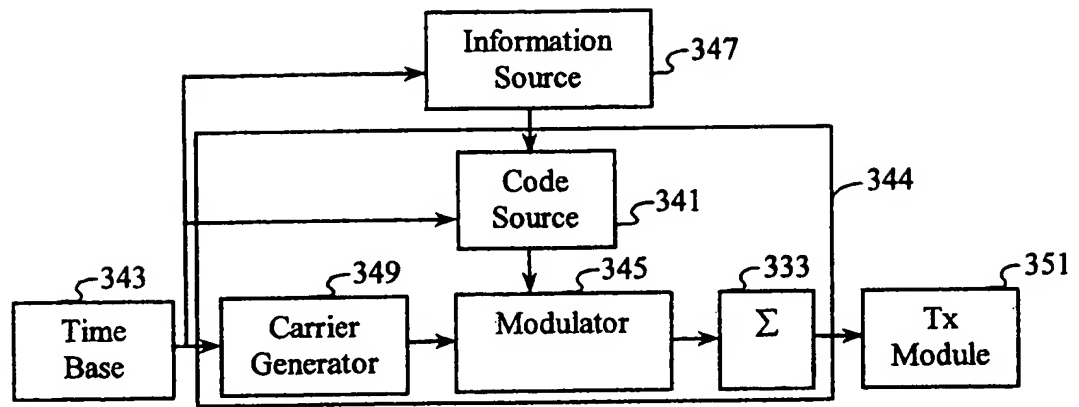 Information
Source
347
Code
Source
341
344
343
Time
Base
349
Carrier
Generator
345
Modulator
333
Σ
351
Tx
Module